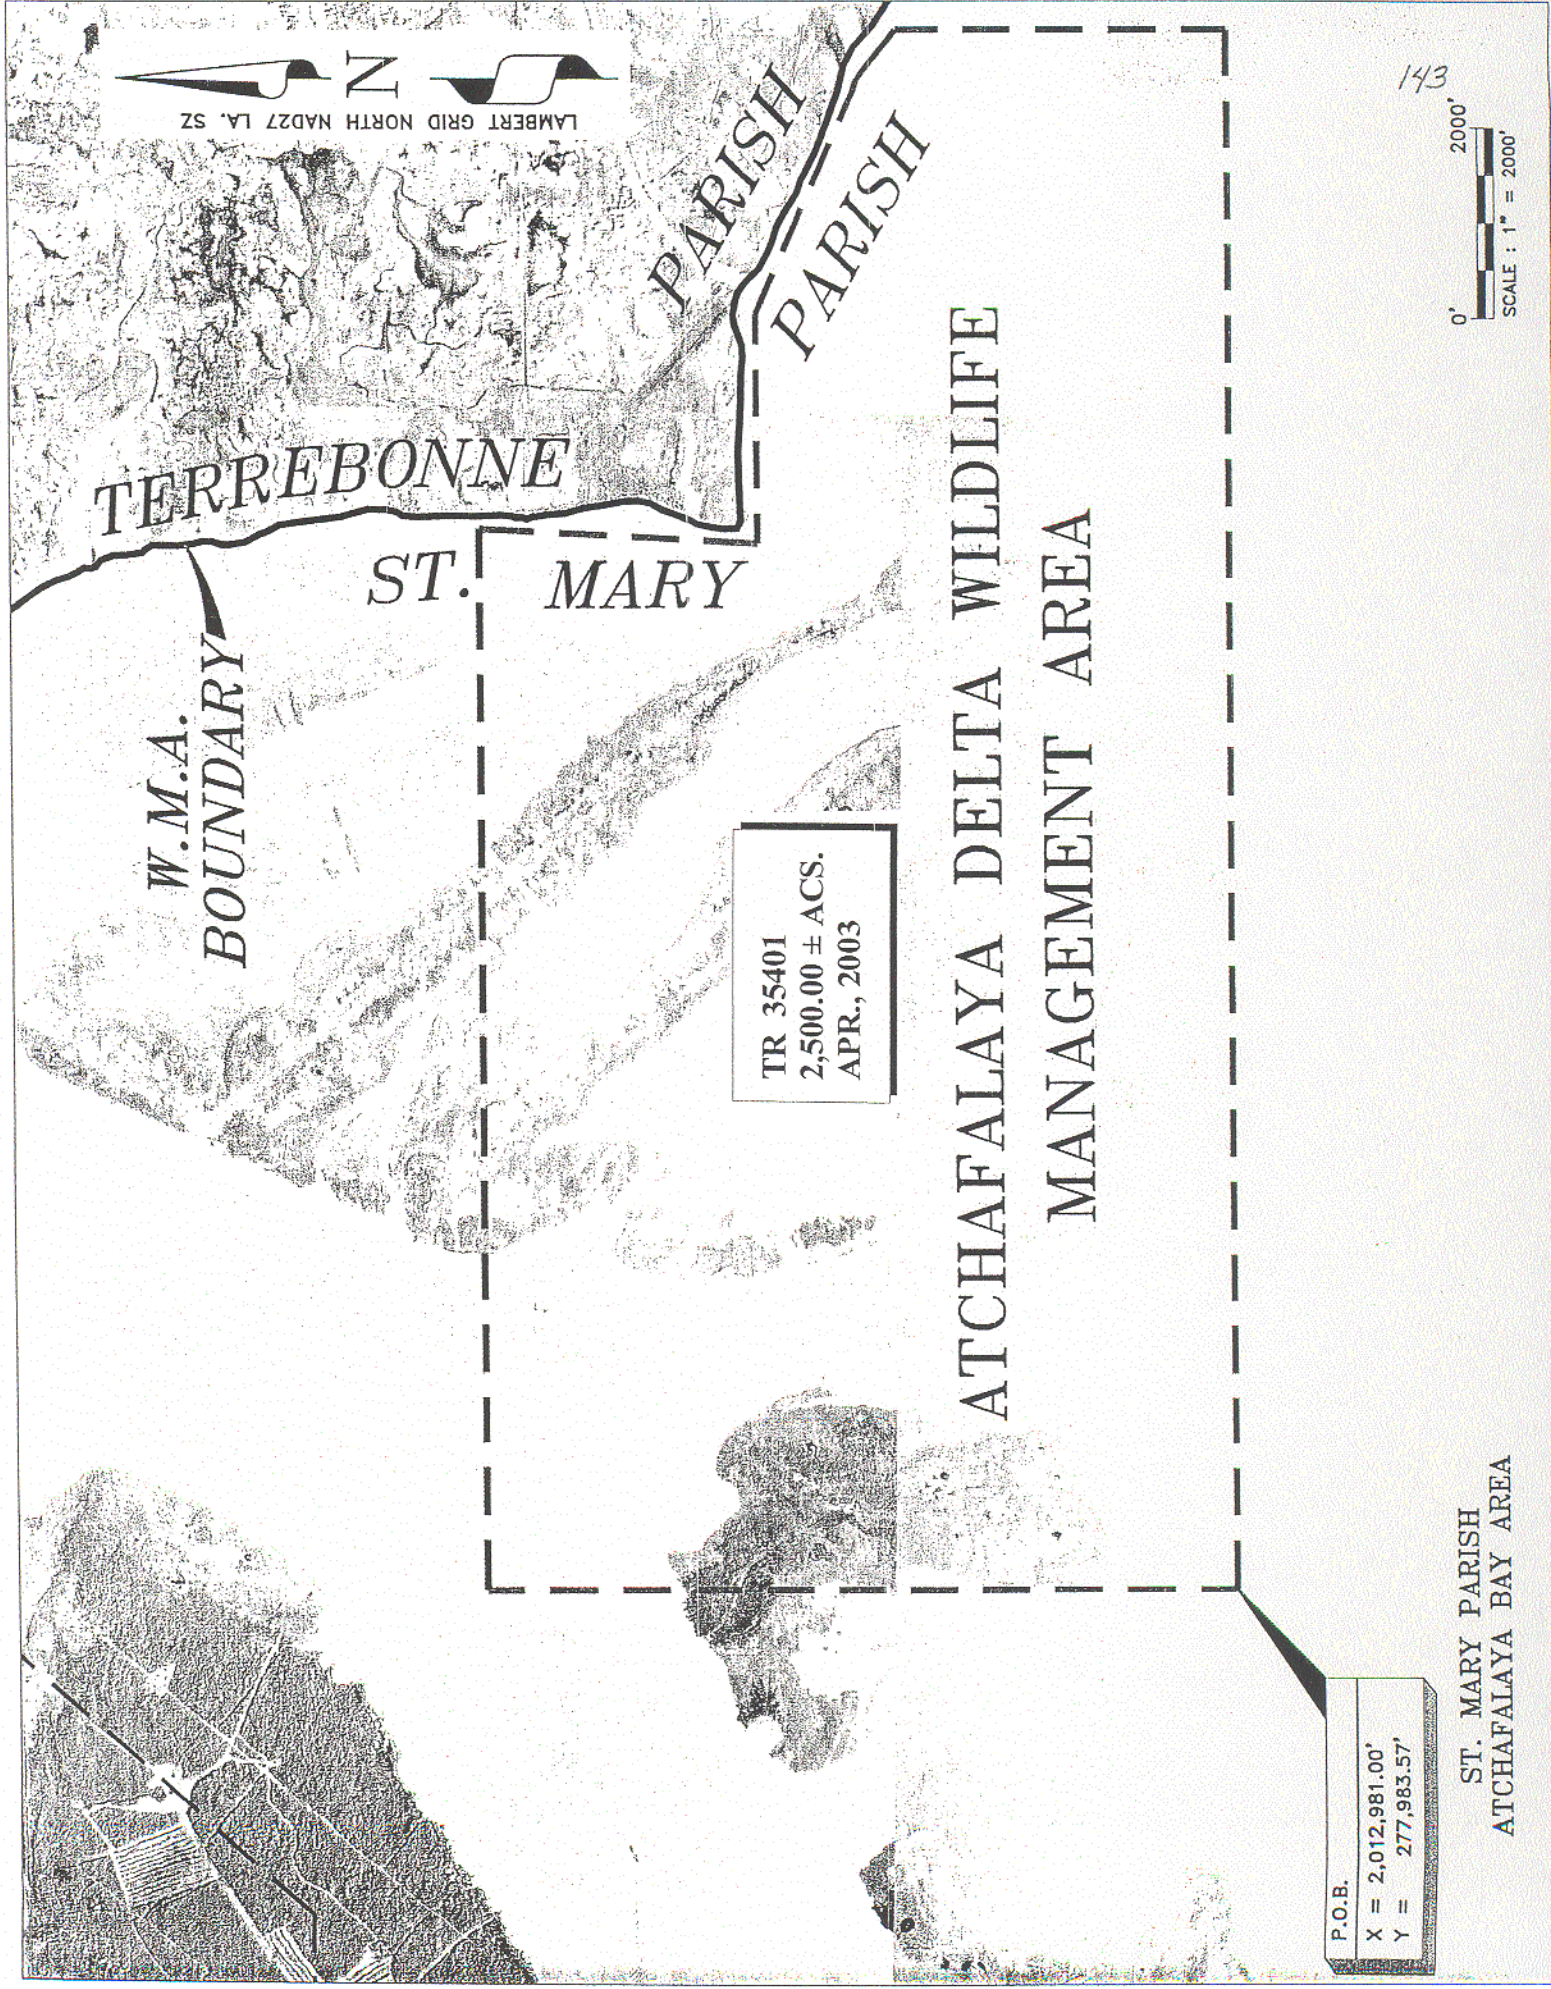 LAMBERT GRID NORTH NAD27 LA. SZ
N
TERREBONNE
PARISH
W.M.A.
BOUNDARY
ST.
MARY
PARISH
TR 35401
2,500.00 ± ACS.
APR., 2003
ATCHAFALAYA DELTA WILDLIFE
MANAGEMENT AREA
P.O.B.
X = 2,012,981.00'
Y = 277,983.57'
ST. MARY PARISH
ATCHAFALAYA BAY AREA
0' 2000'
SCALE : 1" = 2000'
143